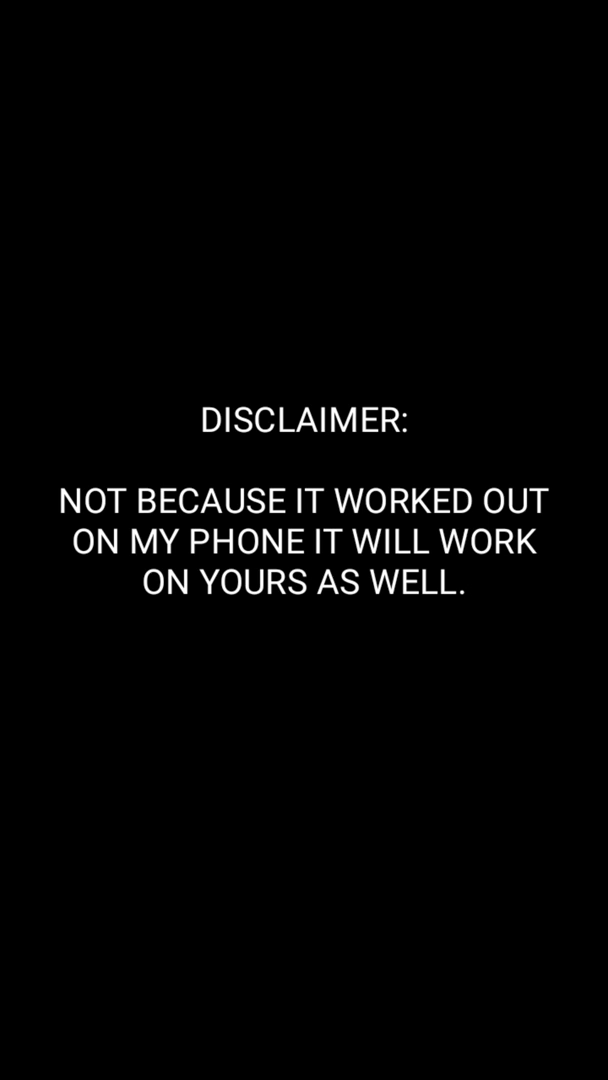 DISCLAIMER:
NOT BECAUSE IT WORKED OUT
ON MY PHONE IT WILL WORK
ON YOURS AS WELL.